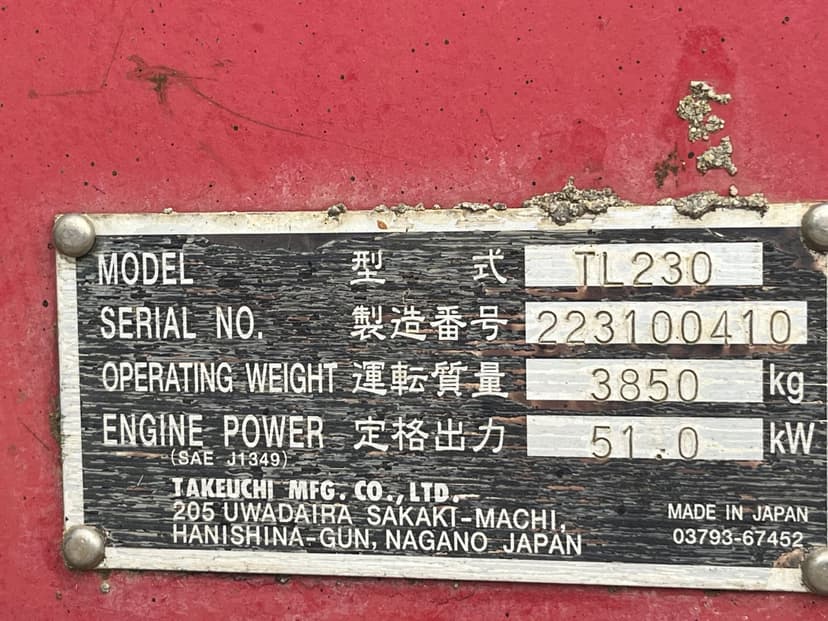 MODEL 型式 TL230
SERIAL NO. 製造番号 223100410
OPERATING WEIGHT 運転質量 3850 kg
ENGINE POWER 定格出力 51.0 kW
(SAE J1349)
TAKEUCHI MFG. CO., LTD.
205 UWADAIRA SAKAKI-MACHI,
HANISHINA-GUN, NAGANO JAPAN
MADE IN JAPAN
03793-67452